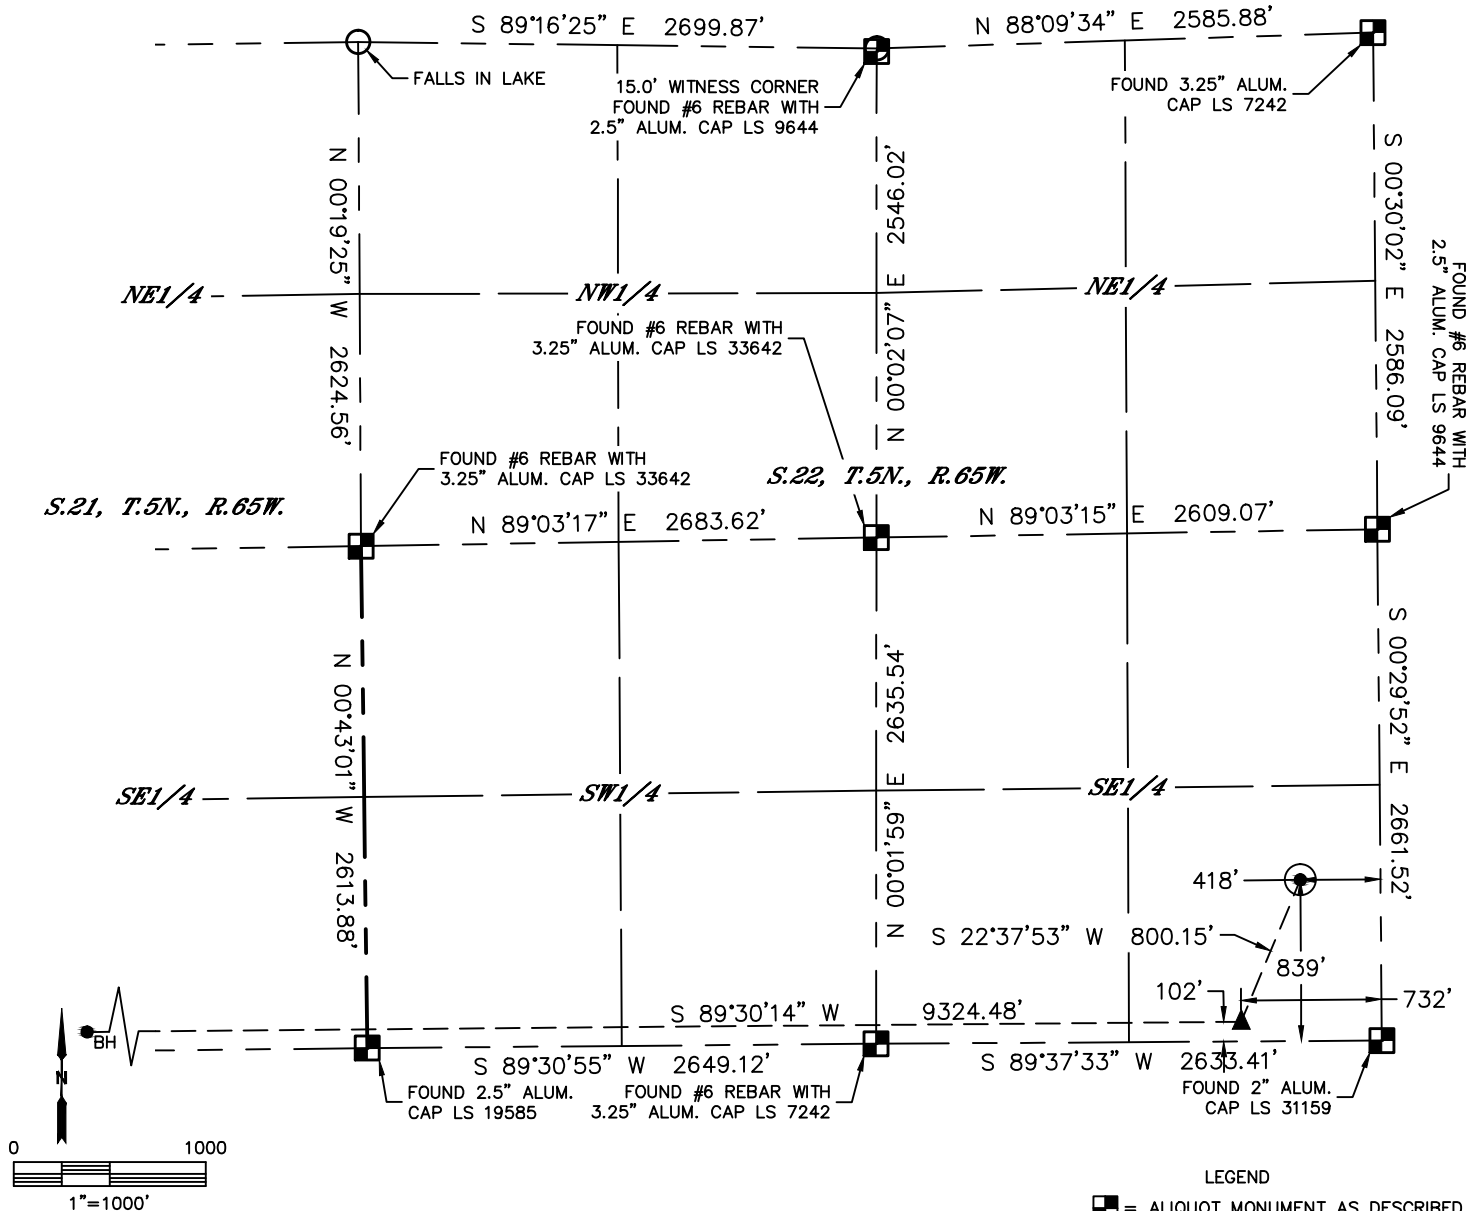 S 89°16'25" E 2699.87'
N 88°09'34" E 2585.88'
FALLS IN LAKE
15.0' WITNESS CORNER
FOUND #6 REBAR WITH
2.5" ALUM. CAP LS 9644
FOUND 3.25" ALUM.
CAP LS 7242
N 00°19'25" W 2624.56'
N 00°02'07" E 2546.02'
S 00°30'02" E 2586.09'
FOUND #6 REBAR WITH
2.5" ALUM. CAP LS 9644
NE1/4
NW1/4
NE1/4
FOUND #6 REBAR WITH
3.25" ALUM. CAP LS 33642
FOUND #6 REBAR WITH
3.25" ALUM. CAP LS 33642
S.22, T.5N., R.65W.
S.21, T.5N., R.65W.
N 89°03'17" E 2683.62'
N 89°03'15" E 2609.07'
N 00°43'01" W 2613.88'
N 00°01'59" E 2635.54'
S 00°29'52" E 2661.52'
SE1/4
SW1/4
SE1/4
418'
S 22°37'53" W 800.15'
839'
102'
732'
S 89°30'14" W 9324.48'
BH
S 89°30'55" W 2649.12'
S 89°37'33" W 2633.41'
N
FOUND 2.5" ALUM.
CAP LS 19585
FOUND #6 REBAR WITH
3.25" ALUM. CAP LS 7242
FOUND 2" ALUM.
CAP LS 31159
0 1000
1"=1000'
LEGEND
= ALIQUOT MONUMENT AS DESCRIBED